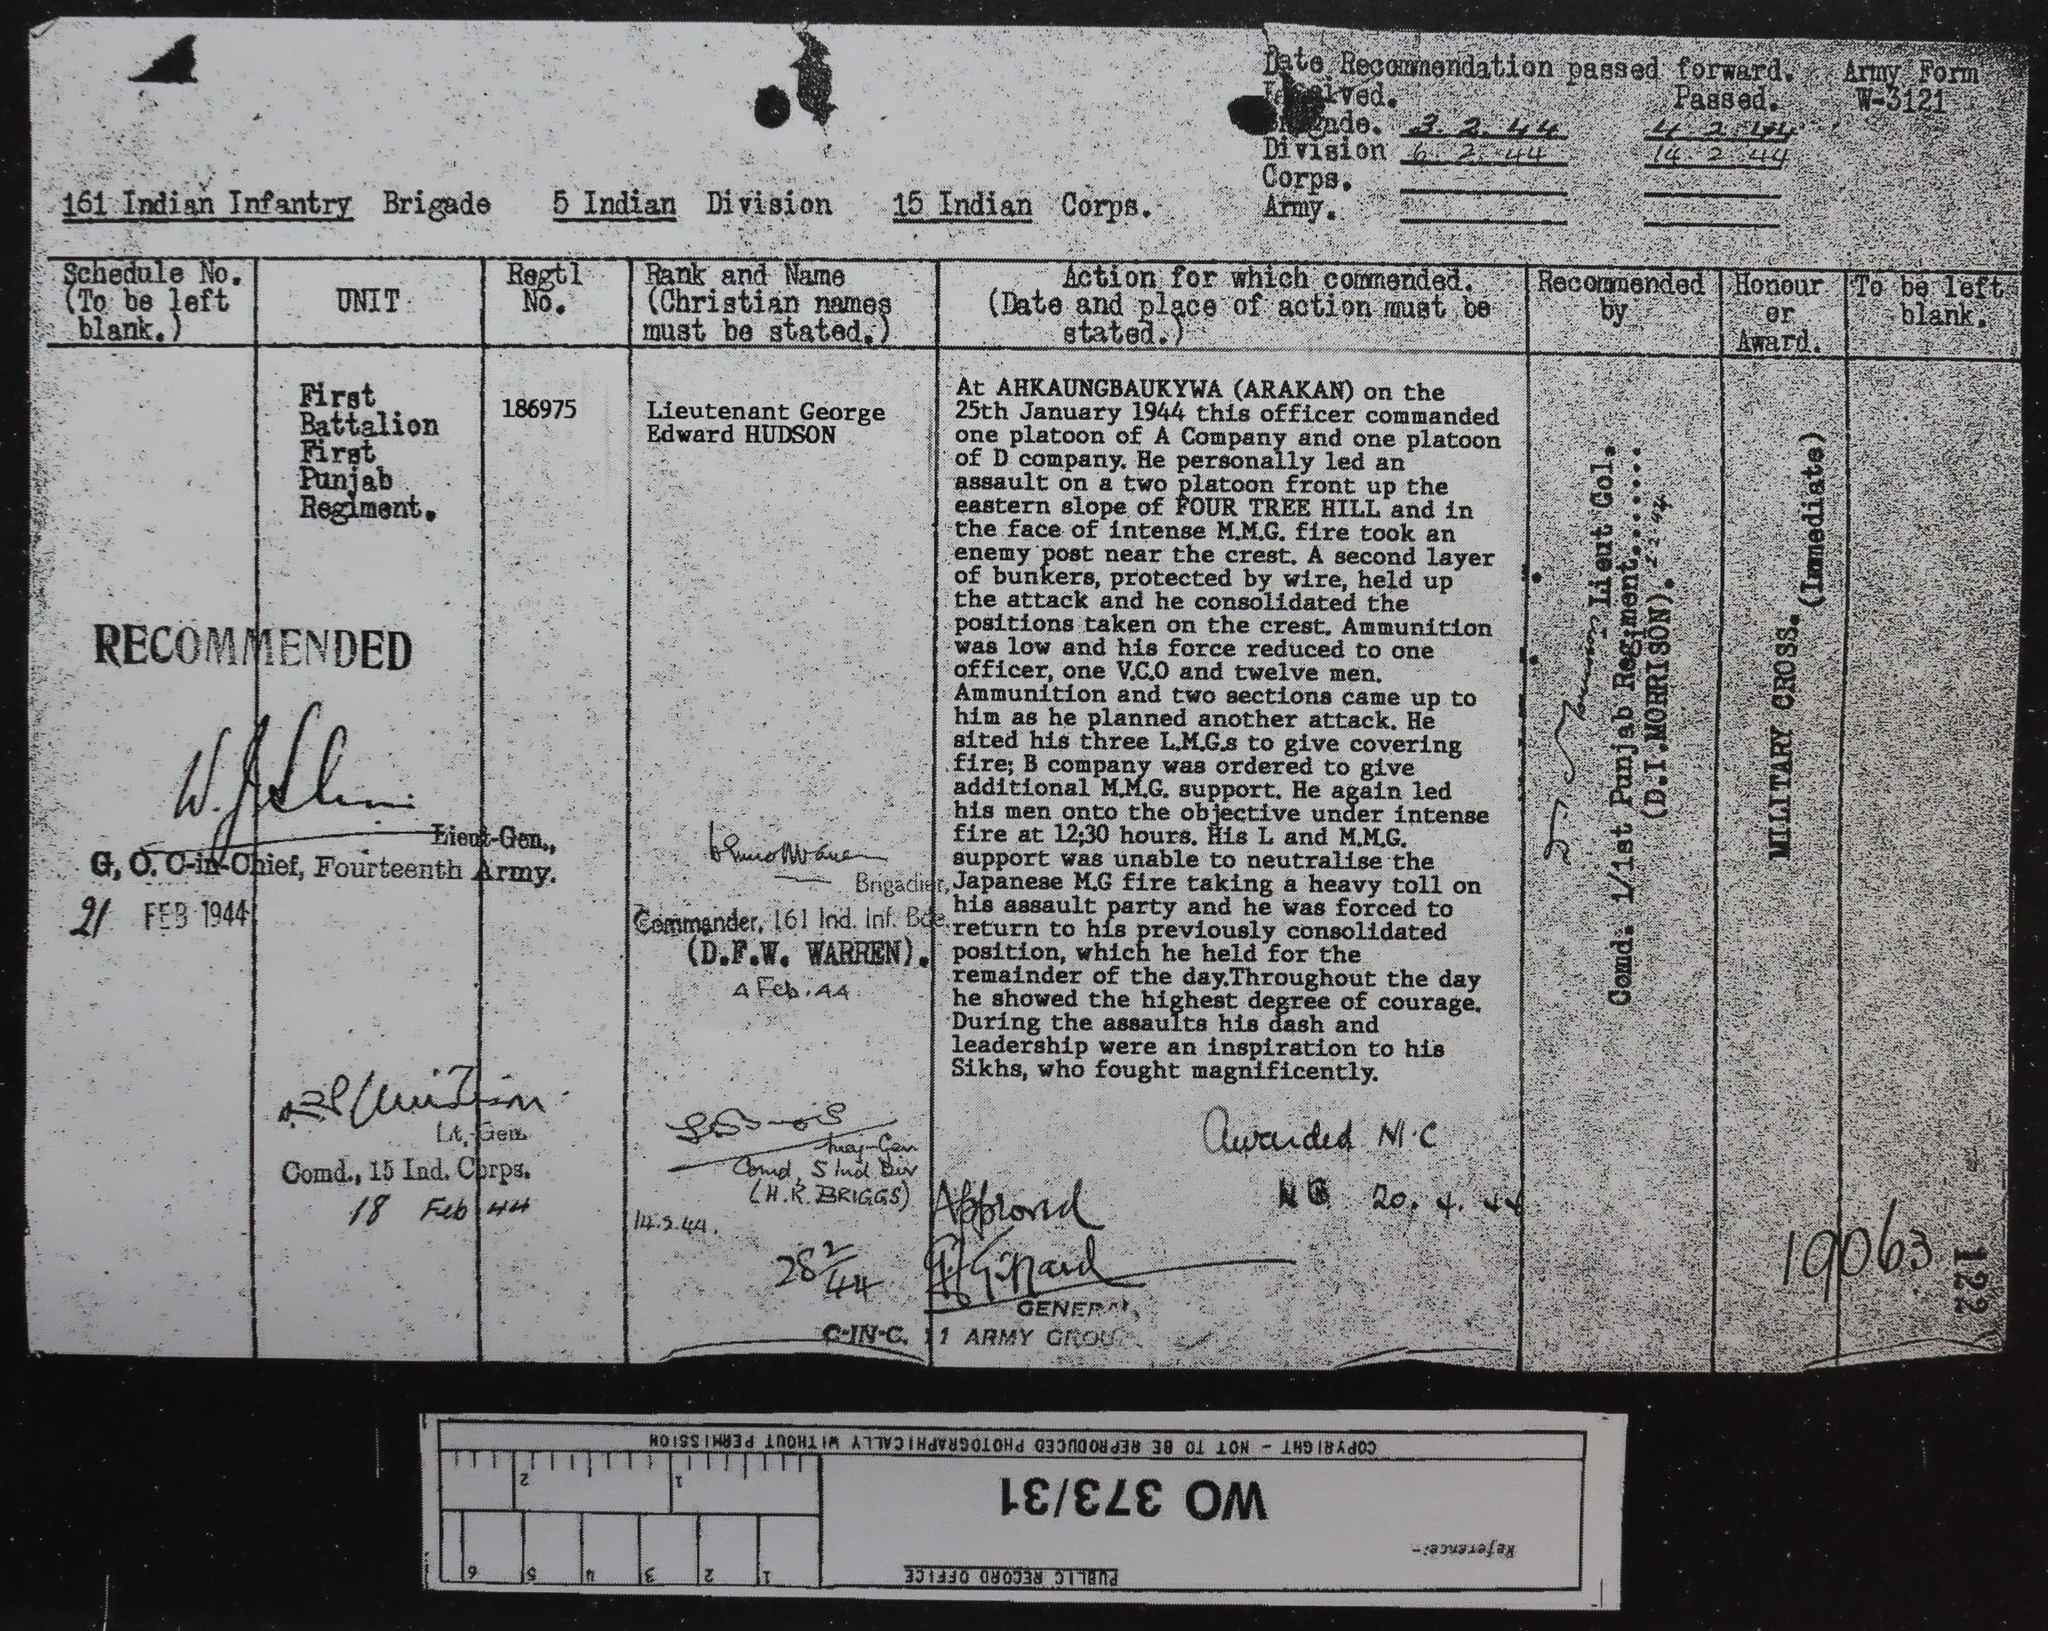 Date Recommendation passed forward.
Army Form
W-3121
Received.
Passed.
Brigade. 3.2.44 4.2.44
Division 6.2.44 14.2.44
Corps.
Army.
161 Indian Infantry Brigade 5 Indian Division 15 Indian Corps.
Schedule No.
(To be left
blank.)
UNIT
Regtl
No.
Rank and Name
(Christian names
must be stated.)
Action for which commended.
(Date and place of action must be
stated.)
Recommended
by
Honour
or
Award.
To be left
blank.
First
Battalion
First
Punjab
Regiment.
186975
Lieutenant George
Edward HUDSON
At AHKAUNGBAUKYWA (ARAKAN) on the
25th January 1944 this officer commanded
one platoon of A Company and one platoon
of D company. He personally led an
assault on a two platoon front up the
eastern slope of FOUR TREE HILL and in
the face of intense M.M.G. fire took an
enemy post near the crest. A second layer
of bunkers, protected by wire, held up
the attack and he consolidated the
positions taken on the crest. Ammunition
was low and his force reduced to one
officer, one V.C.O and twelve men.
Ammunition and two sections came up to
him as he planned another attack. He
sited his three L.M.G.s to give covering
fire; B company was ordered to give
additional M.M.G. support. He again led
his men onto the objective under intense
fire at 12;30 hours. His L and M.M.G.
support was unable to neutralise the
Japanese M.G fire taking a heavy toll on
his assault party and he was forced to
return to his previously consolidated
position, which he held for the
remainder of the day.Throughout the day
he showed the highest degree of courage.
During the assaults his dash and
leadership were an inspiration to his
Sikhs, who fought magnificently.
Lieut Col.
Comd. 1/1st Punjab Regiment........
(D.I.MORRISON). 2.2.44
MILITARY CROSS. (Immediate)
RECOMMENDED
W. J. Slim
Lieut-Gen.,
G. O. C-in-Chief, Fourteenth Army.
21 FEB 1944
Brigadier,
Commander, 161 Ind. Inf. Bde.
(D.F.W. WARREN).
4 Feb. 44
Lt.-Gen.
Comd., 15 Ind. Corps.
18 Feb 44
Maj-Gen
Comd, 5 Ind Div
(H.R. BRIGGS)
14.2.44.
Awarded M.C
20.4.44
Approved
28 2/44
G Giffard
GENERAL,
C-IN-C. 11 ARMY GROUP
19063
122
COPYRIGHT - NOT TO BE REPRODUCED PHOTOGRAPHICALLY WITHOUT PERMISSION
2 1
WO 373/31
6 5 4 3 2 1
Reference:-
PUBLIC RECORD OFFICE